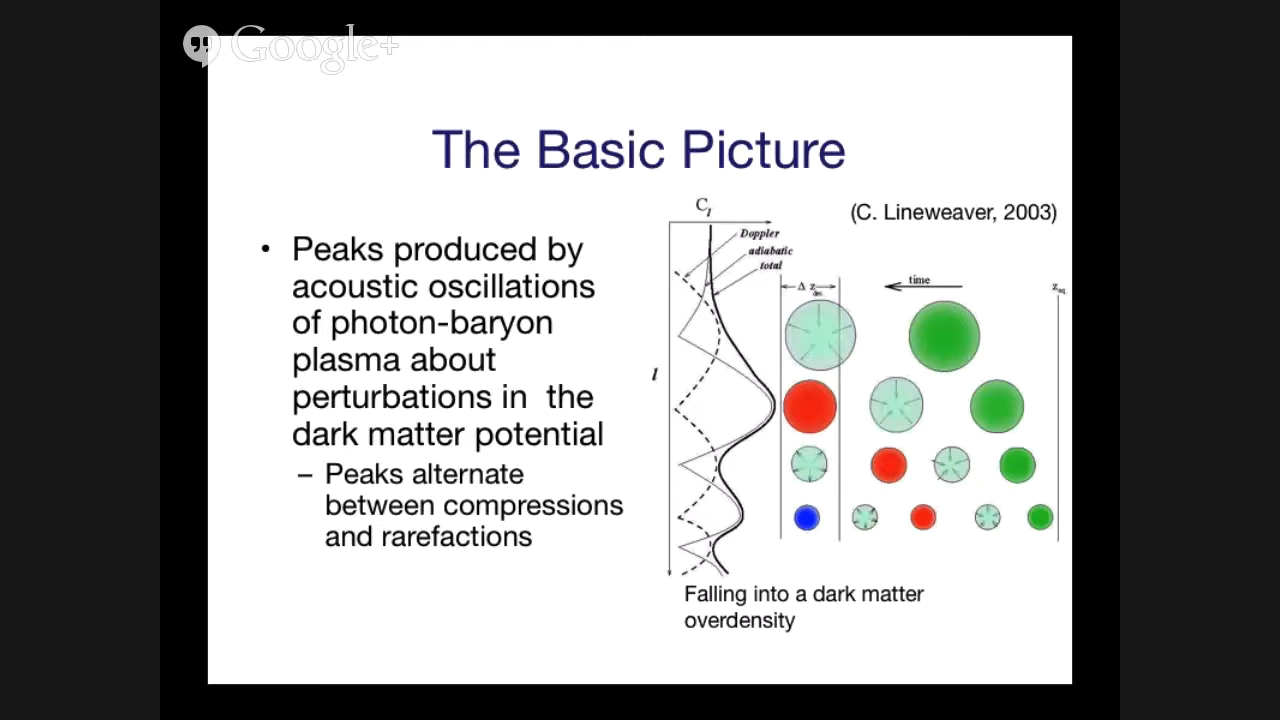 Google+
The Basic Picture
• Peaks produced by
acoustic oscillations
of photon-baryon
plasma about
perturbations in the
dark matter potential
– Peaks alternate
between compressions
and rarefactions
(C. Lineweaver, 2003)
C_l
Doppler
adiabatic
total
l
Δ z_dec
time
z_eq
Falling into a dark matter
overdensity